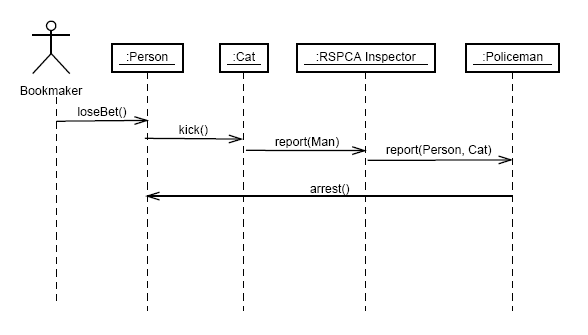 :Person
:Cat
:RSPCA Inspector
:Policeman
Bookmaker
loseBet()
kick()
report(Man)
report(Person, Cat)
arrest()